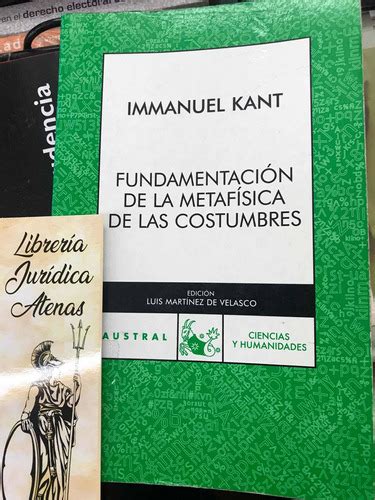 en el derecho electoral
dencia
IMMANUEL KANT
FUNDAMENTACIÓN
DE LA METAFÍSICA
DE LAS COSTUMBRES
EDICIÓN
LUIS MARTÍNEZ DE VELASCO
AUSTRAL
CIENCIAS
Y HUMANIDADES
Librería
Jurídica
Atenas